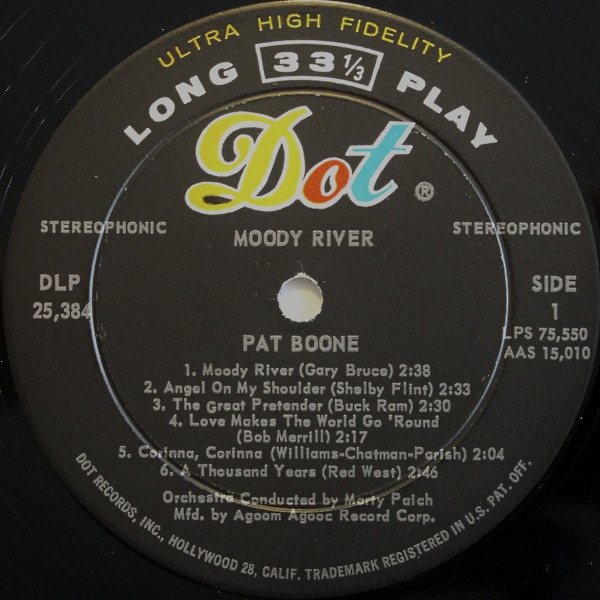 ULTRA HIGH FIDELITY
LONG 33 1/3 PLAY
Dot ®
STEREOPHONIC STEREOPHONIC
MOODY RIVER
DLP
25,384
SIDE
1
LPS 75,550
AAS 15,010
PAT BOONE
1. Moody River (Gary Bruce) 2:38
2. Angel On My Shoulder (Shelby Flint) 2:33
3. The Great Pretender (Buck Ram) 2:30
4. Love Makes The World Go 'Round
(Bob Merrill) 2:17
5. Corinna, Corinna (Williams-Chatman-Parish) 2:04
6. A Thousand Years (Red West) 2:46
Orchestra Conducted by Marty Paich
Mfd. by Agoom Agooc Record Corp.
DOT RECORDS, INC., HOLLYWOOD 28, CALIF. TRADEMARK REGISTERED IN U.S. PAT. OFF.